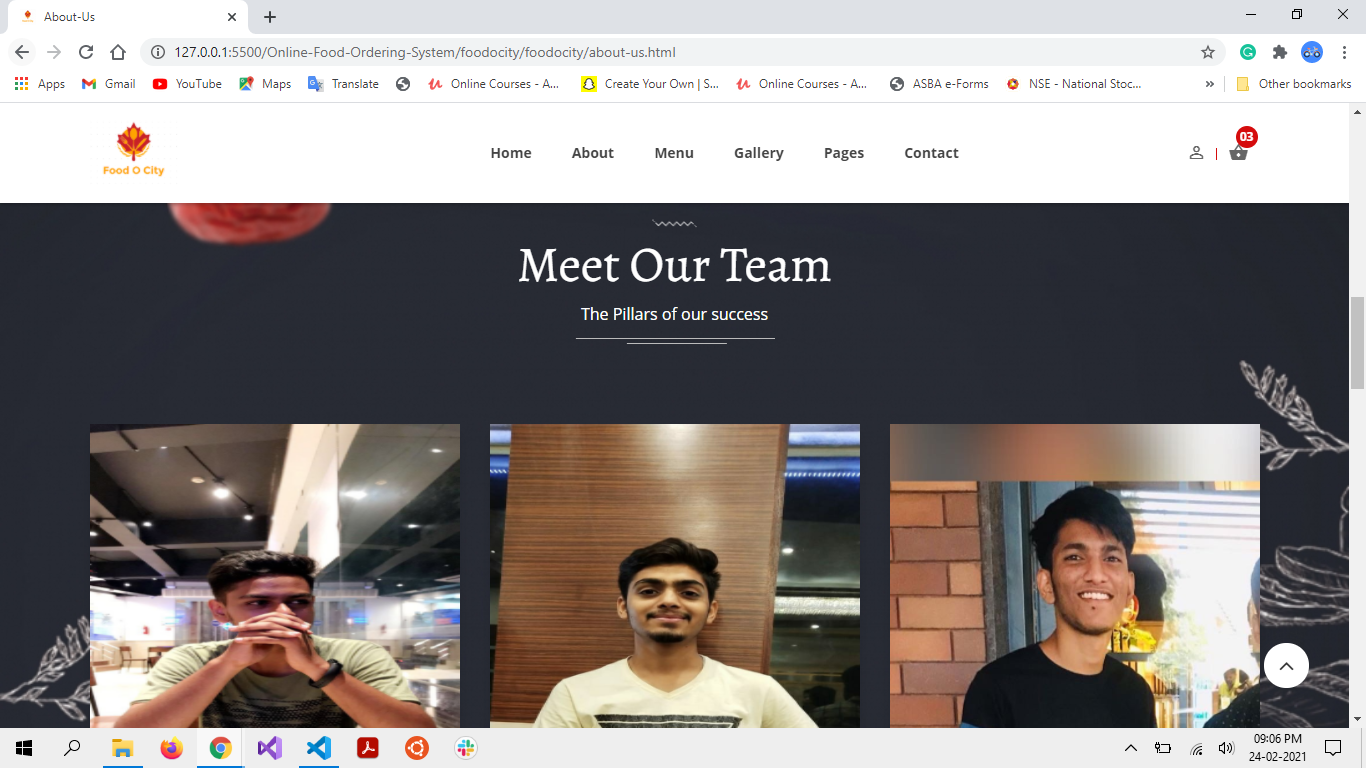 About-Us
127.0.0.1:5500/Online-Food-Ordering-System/foodocity/foodocity/about-us.html
Apps Gmail YouTube Maps Translate Online Courses - A... Create Your Own | S... Online Courses - A... ASBA e-Forms NSE - National Stoc... » Other bookmarks
Food O City
Home About Menu Gallery Pages Contact
03
Meet Our Team
The Pillars of our success
09:06 PM
24-02-2021